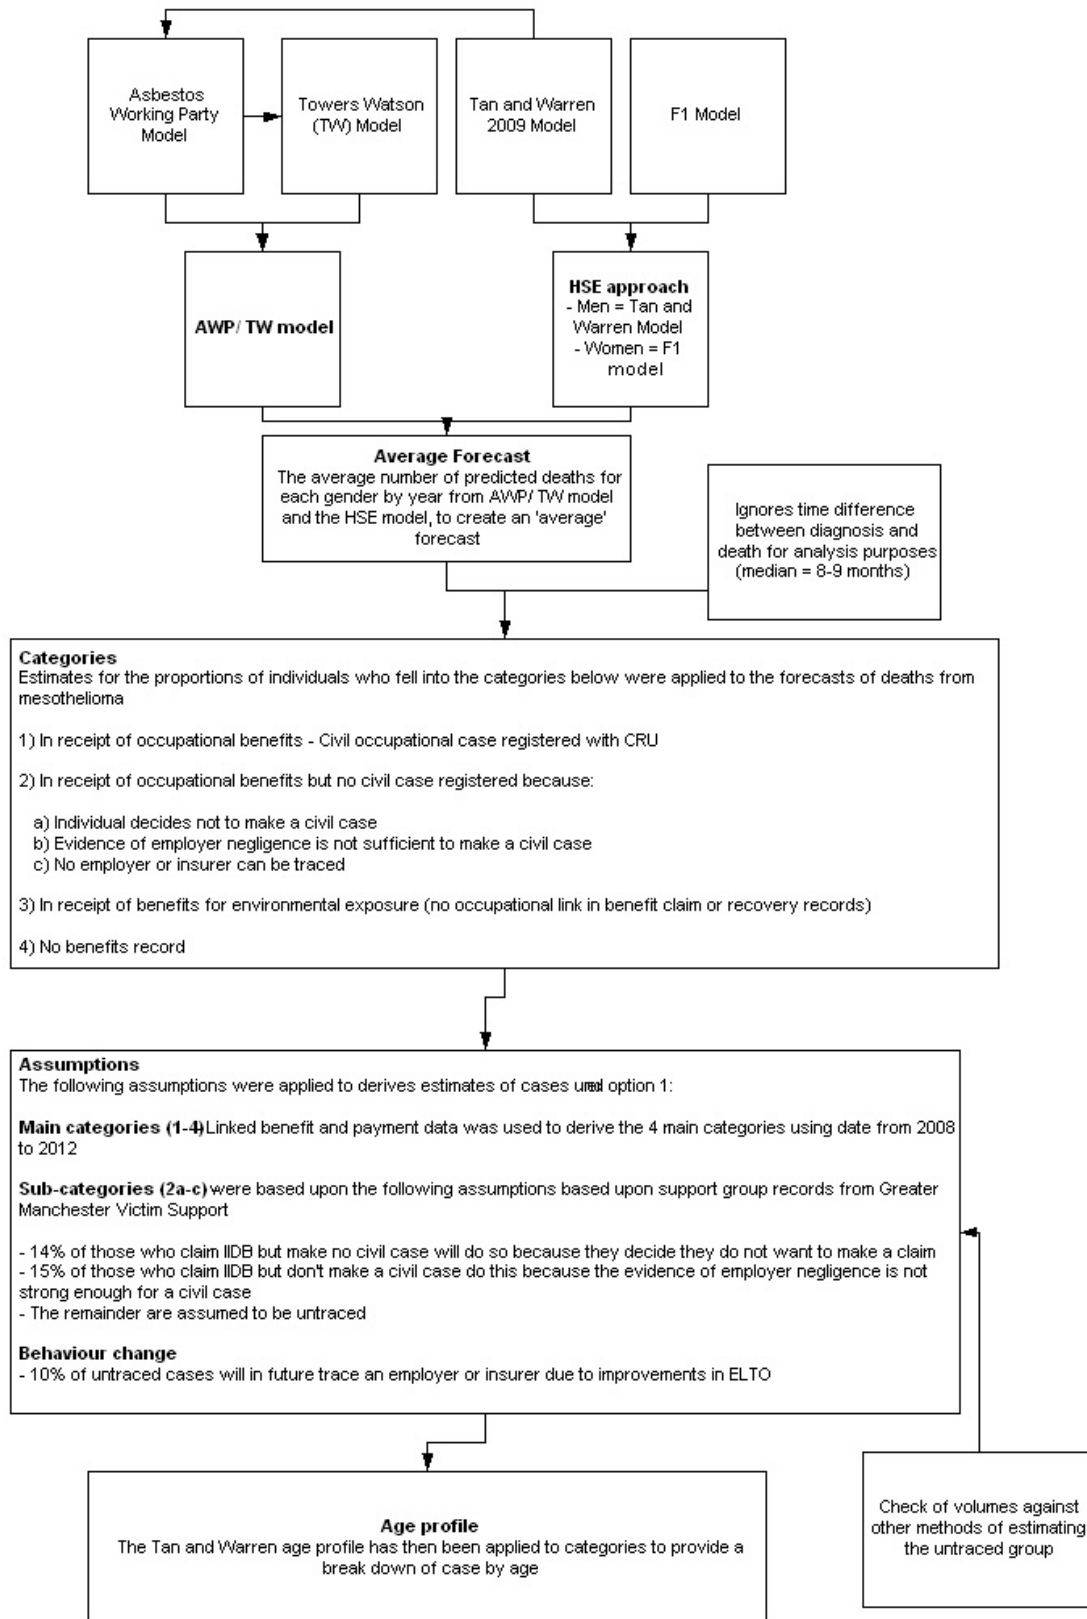 Asbestos
Working Party
Model
Towers Watson
(TW) Model
Tan and Warren
2009 Model
F1 Model
AWP/ TW model
HSE approach
- Men = Tan and
Warren Model
- Women = F1
model
Average Forecast
The average number of predicted deaths for
each gender by year from AWP/ TW model
and the HSE model, to create an 'average'
forecast
Ignores time difference
between diagnosis and
death for analysis purposes
(median = 8-9 months)
Categories
Estimates for the proportions of individuals who fell into the categories below were applied to the forecasts of deaths from
mesothelioma
1) In receipt of occupational benefits - Civil occupational case registered with CRU
2) In receipt of occupational benefits but no civil case registered because:
a) Individual decides not to make a civil case
b) Evidence of employer negligence is not sufficient to make a civil case
c) No employer or insurer can be traced
3) In receipt of benefits for environmental exposure (no occupational link in benefit claim or recovery records)
4) No benefits record
Assumptions
The following assumptions were applied to derives estimates of cases option 1:
Main categories (1-4) Linked benefit and payment data was used to derive the 4 main categories using date from 2008
to 2012
Sub-categories (2a-c) were based upon the following assumptions based upon support group records from Greater
Manchester Victim Support
- 14% of those who claim IIDB but make no civil case will do so because they decide they do not want to make a claim
- 15% of those who claim IIDB but don't make a civil case do this because the evidence of employer negligence is not
strong enough for a civil case
- The remainder are assumed to be untraced
Behaviour change
- 10% of untraced cases will in future trace an employer or insurer due to improvements in ELTO
Age profile
The Tan and Warren age profile has then been applied to categories to provide a
break down of case by age
Check of volumes against
other methods of estimating
the untraced group